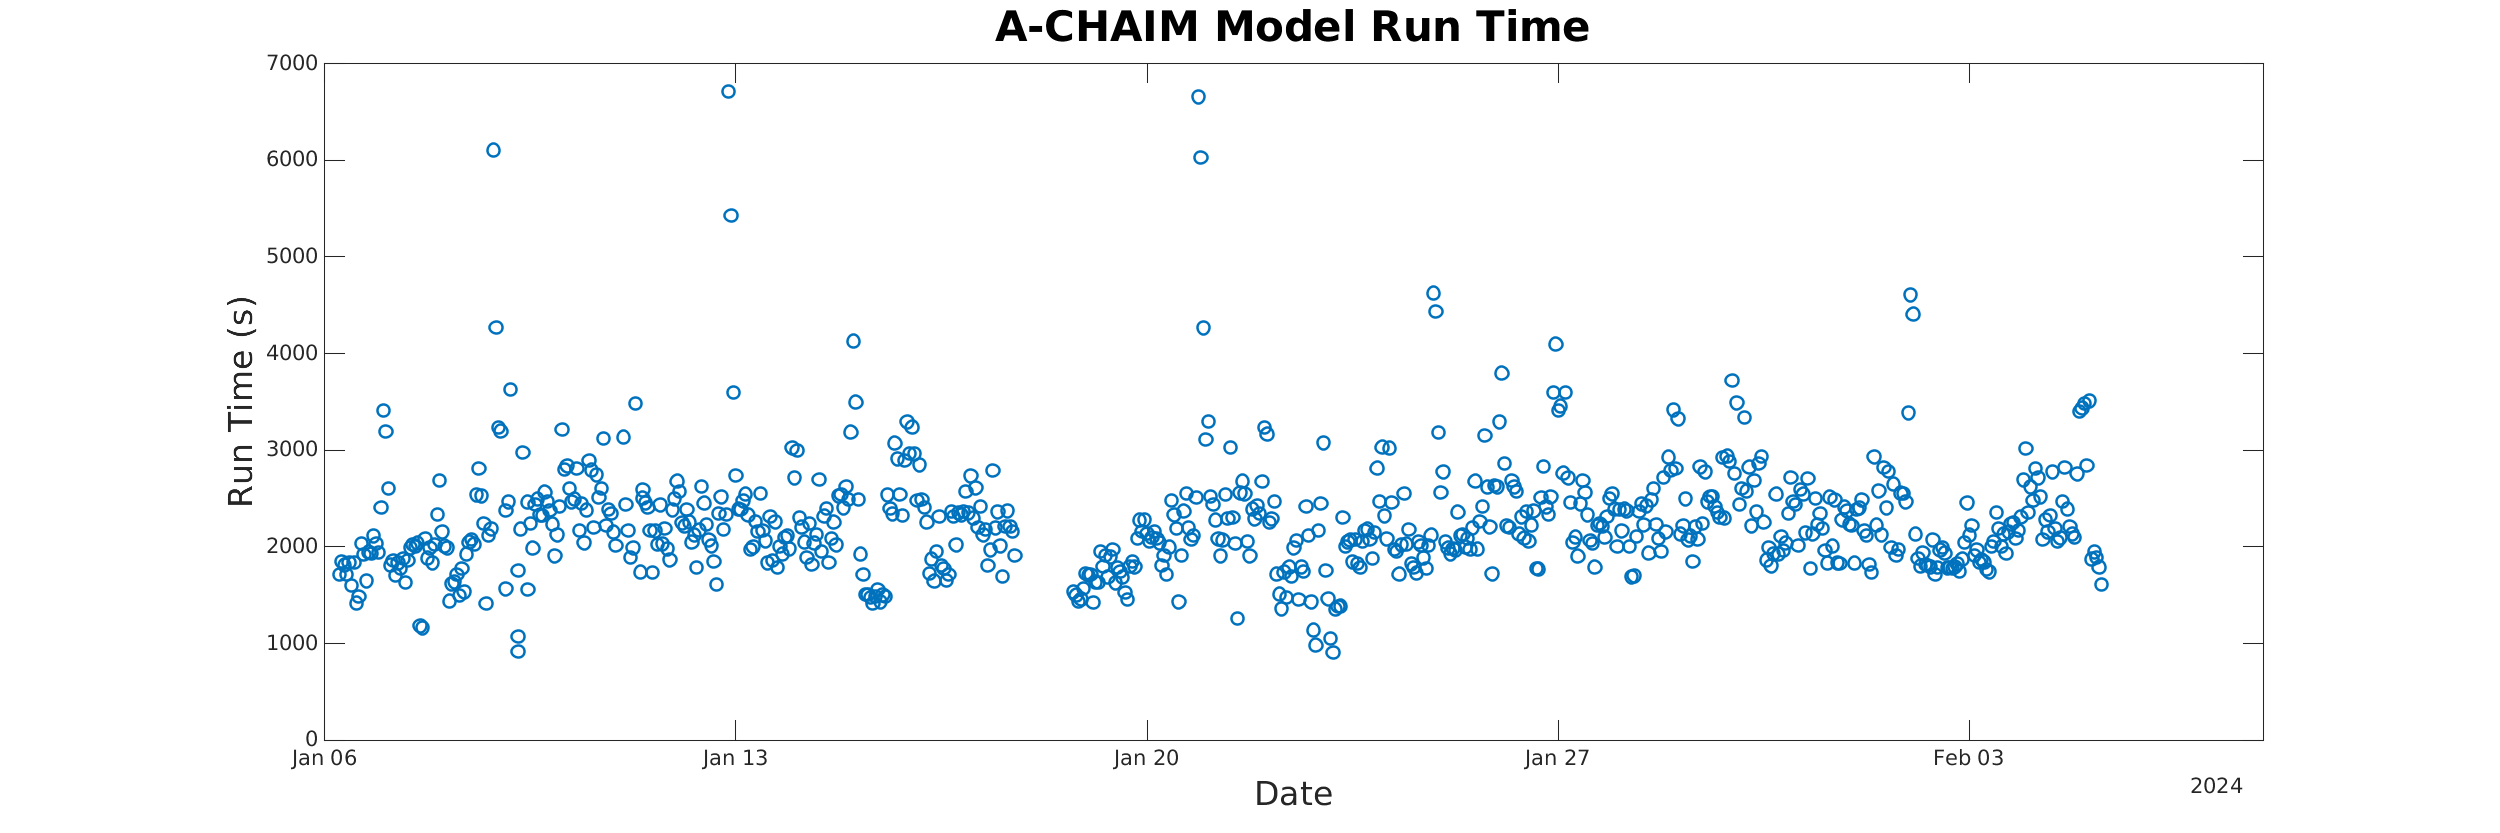 A-CHAIM Model Run Time
Run Time (s)
7000
6000
5000
4000
3000
2000
1000
0
Jan 06 Jan 13 Jan 20 Jan 27 Feb 03
2024
Date